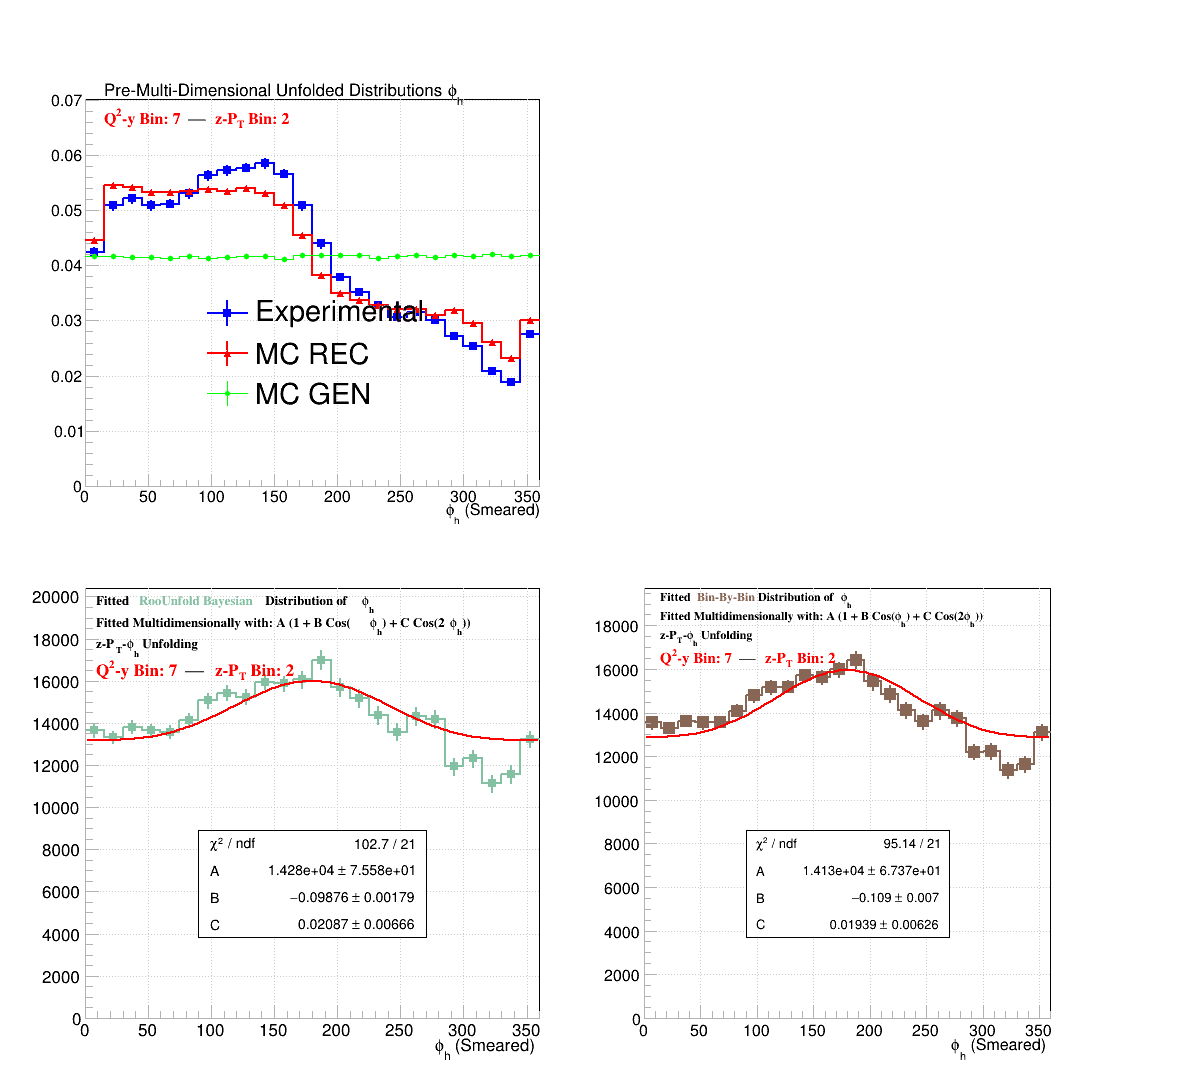 Pre-Multi-Dimensional Unfolded Distributions ϕ_h
Q²-y Bin: 7 — z-P_T Bin: 2
0.07
0.06
0.05
0.04
0.03
0.02
0.01
0
Experimental
MC REC
MC GEN
0 50 100 150 200 250 300 350
ϕ_h (Smeared)
Fitted RooUnfold Bayesian Distribution of ϕ_h
Fitted Multidimensionally with: A (1 + B Cos( ϕ_h) + C Cos(2 ϕ_h))
z-P_T-ϕ_h Unfolding
Q²-y Bin: 7 — z-P_T Bin: 2
20000
18000
16000
14000
12000
10000
8000
6000
4000
2000
0
χ² / ndf 102.7 / 21
A 1.428e+04 ± 7.558e+01
B −0.09876 ± 0.00179
C 0.02087 ± 0.00666
0 50 100 150 200 250 300 350
ϕ_h (Smeared)
Fitted Bin-By-Bin Distribution of ϕ_h
Fitted Multidimensionally with: A (1 + B Cos(ϕ_h) + C Cos(2ϕ_h))
z-P_T-ϕ_h Unfolding
Q²-y Bin: 7 — z-P_T Bin: 2
18000
16000
14000
12000
10000
8000
6000
4000
2000
0
χ² / ndf 95.14 / 21
A 1.413e+04 ± 6.737e+01
B −0.109 ± 0.007
C 0.01939 ± 0.00626
0 50 100 150 200 250 300 350
ϕ_h (Smeared)